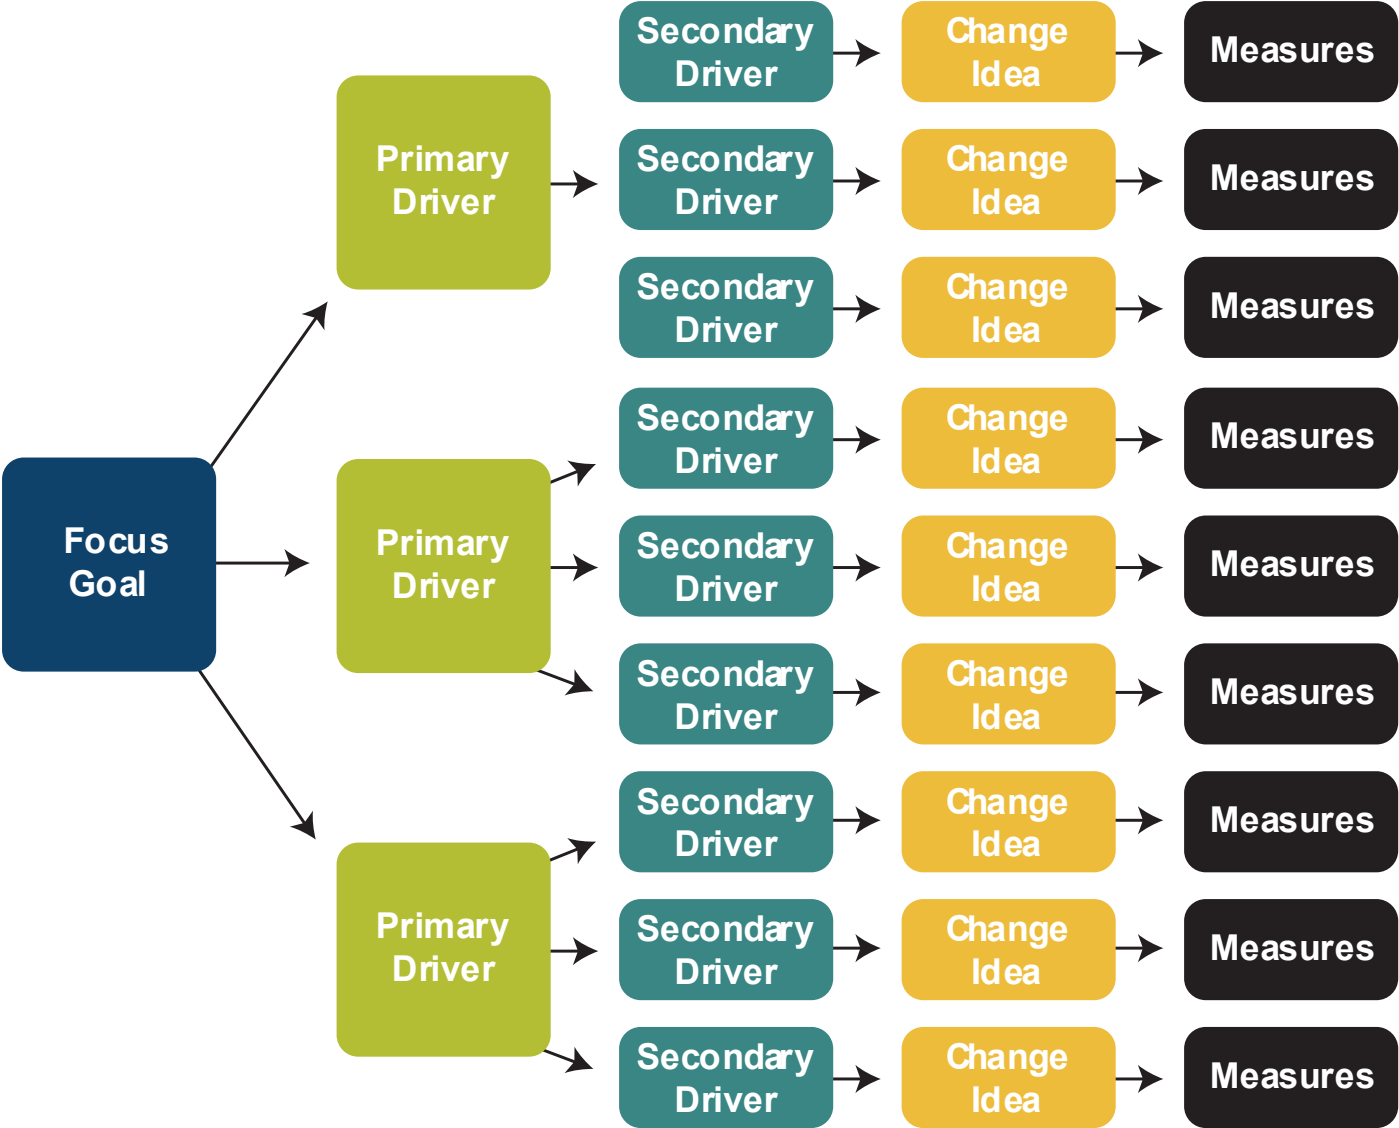 Secondary
Driver
Change
Idea
Measures
Primary
Driver
Secondary
Driver
Change
Idea
Measures
Secondary
Driver
Change
Idea
Measures
Focus
Goal
Primary
Driver
Secondary
Driver
Change
Idea
Measures
Secondary
Driver
Change
Idea
Measures
Secondary
Driver
Change
Idea
Measures
Primary
Driver
Secondary
Driver
Change
Idea
Measures
Secondary
Driver
Change
Idea
Measures
Secondary
Driver
Change
Idea
Measures